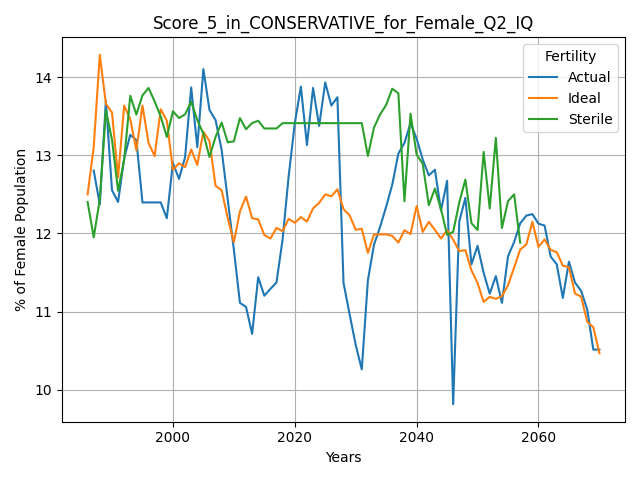 Score_5_in_CONSERVATIVE_for_Female_Q2_IQ
Fertility
Actual
Ideal
Sterile
% of Female Population
14
13
12
11
10
2000 2020 2040 2060
Years